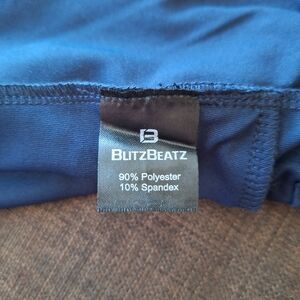 B
BLITZBEATZ
90% Polyester
10% Spandex